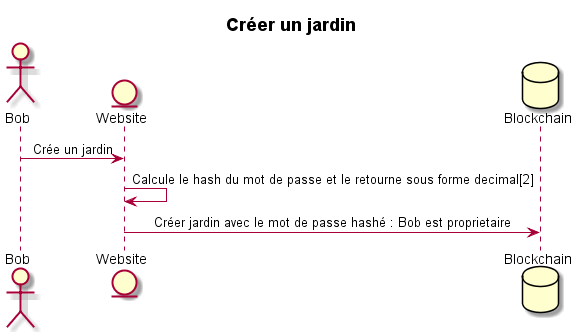 Créer un jardin
Bob
Website
Blockchain
Crée un jardin
Calcule le hash du mot de passe et le retourne sous forme decimal[2]
Créer jardin avec le mot de passe hashé : Bob est proprietaire
Bob
Website
Blockchain